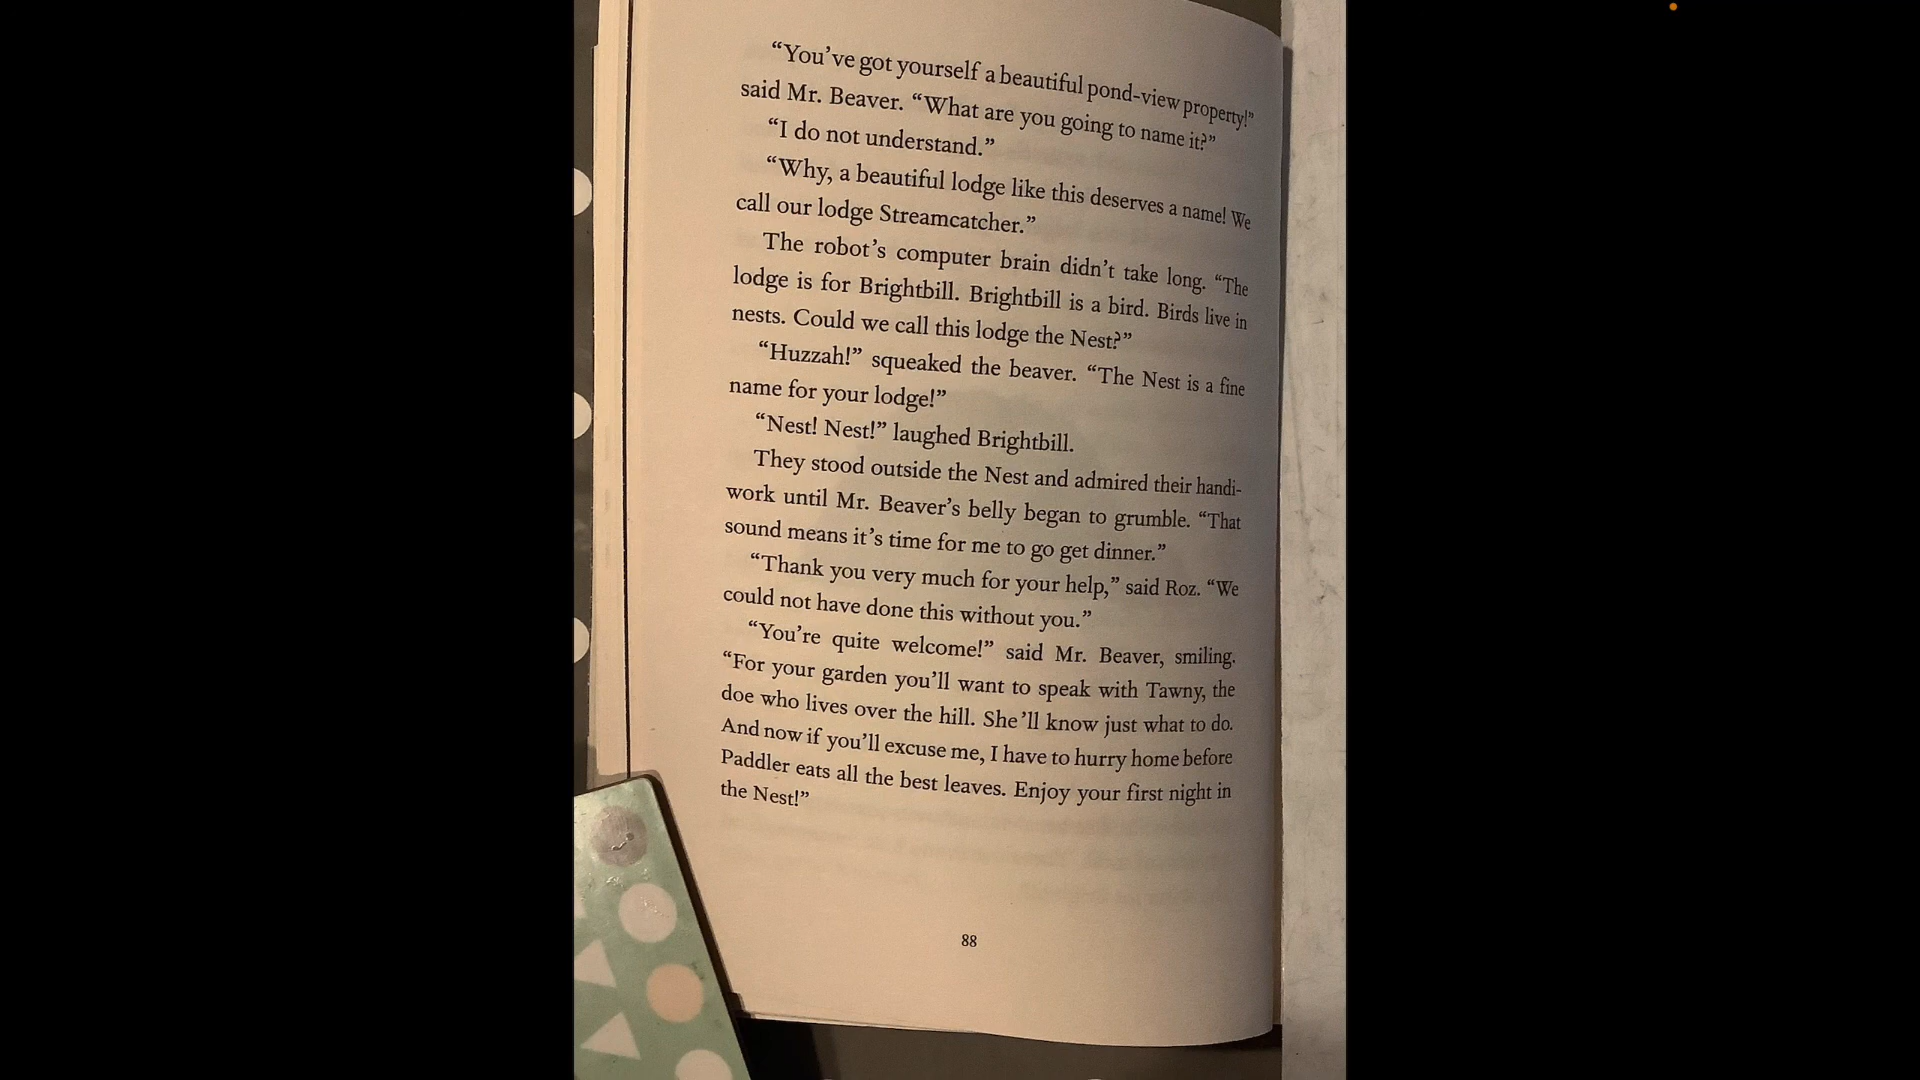 “You’ve got yourself a beautiful pond-view property!”
said Mr. Beaver. “What are you going to name it?”
“I do not understand.”
“Why, a beautiful lodge like this deserves a name! We
call our lodge Streamcatcher.”
The robot’s computer brain didn’t take long. “The
lodge is for Brightbill. Brightbill is a bird. Birds live in
nests. Could we call this lodge the Nest?”
“Huzzah!” squeaked the beaver. “The Nest is a fine
name for your lodge!”
“Nest! Nest!” laughed Brightbill.
They stood outside the Nest and admired their handi-
work until Mr. Beaver’s belly began to grumble. “That
sound means it’s time for me to go get dinner.”
“Thank you very much for your help,” said Roz. “We
could not have done this without you.”
“You’re quite welcome!” said Mr. Beaver, smiling.
“For your garden you’ll want to speak with Tawny, the
doe who lives over the hill. She’ll know just what to do.
And now if you’ll excuse me, I have to hurry home before
Paddler eats all the best leaves. Enjoy your first night in
the Nest!”
88